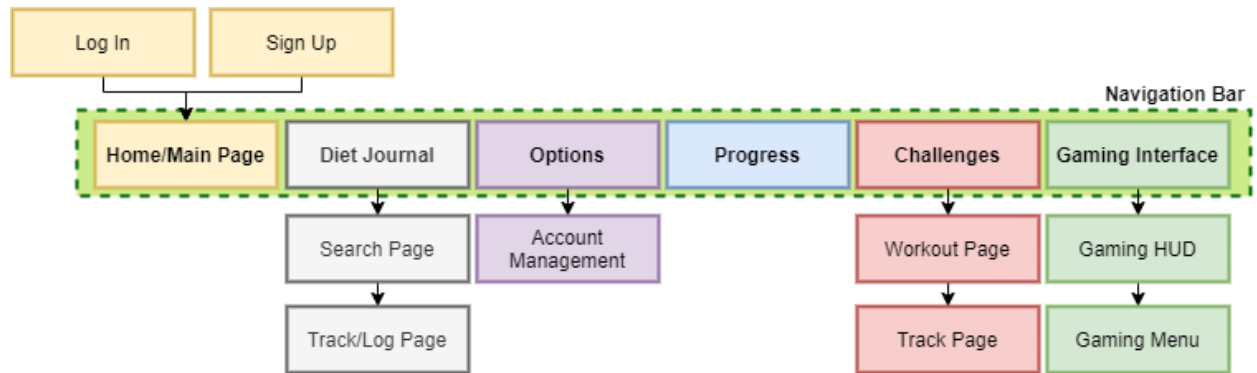 Log In
Sign Up
Navigation Bar
Home/Main Page
Diet Journal
Options
Progress
Challenges
Gaming Interface
Search Page
Account
Management
Workout Page
Gaming HUD
Track/Log Page
Track Page
Gaming Menu